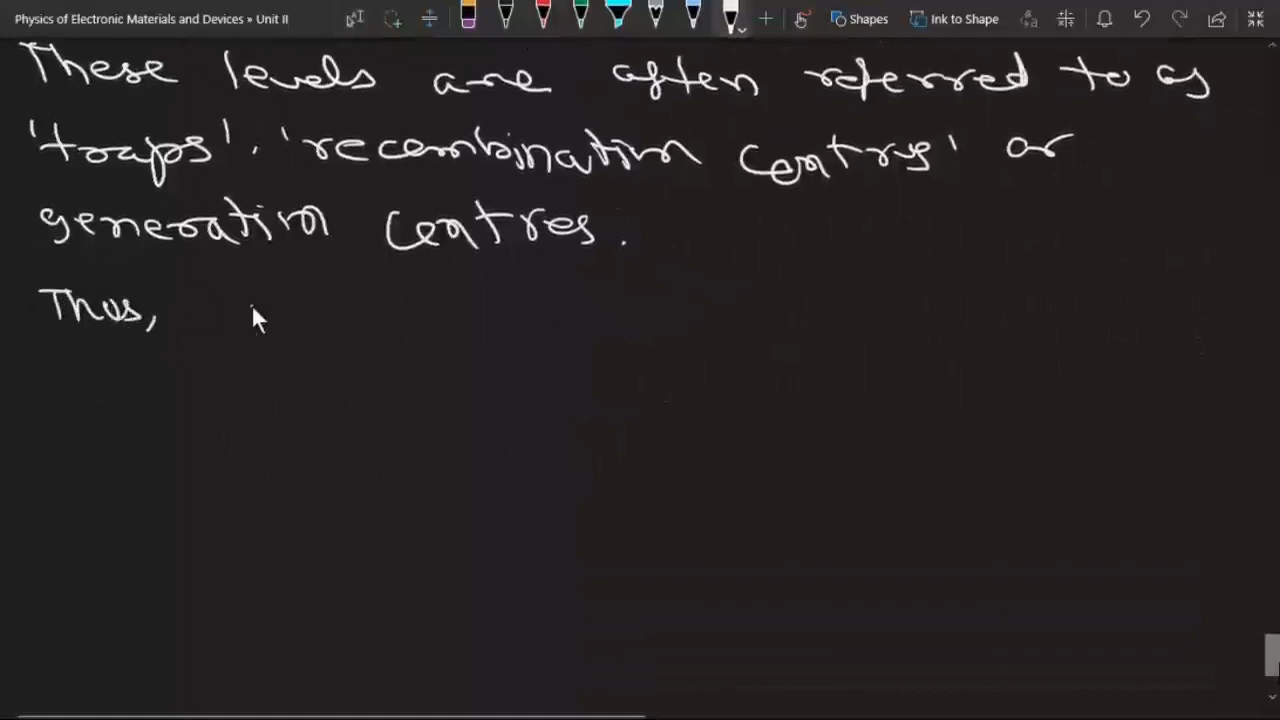 Physics of Electronic Materials and Devices » Unit II
Shapes
Ink to Shape
These levels are often referred to as
'traps'. 'recombination centres' or
generation centres.
Thus,